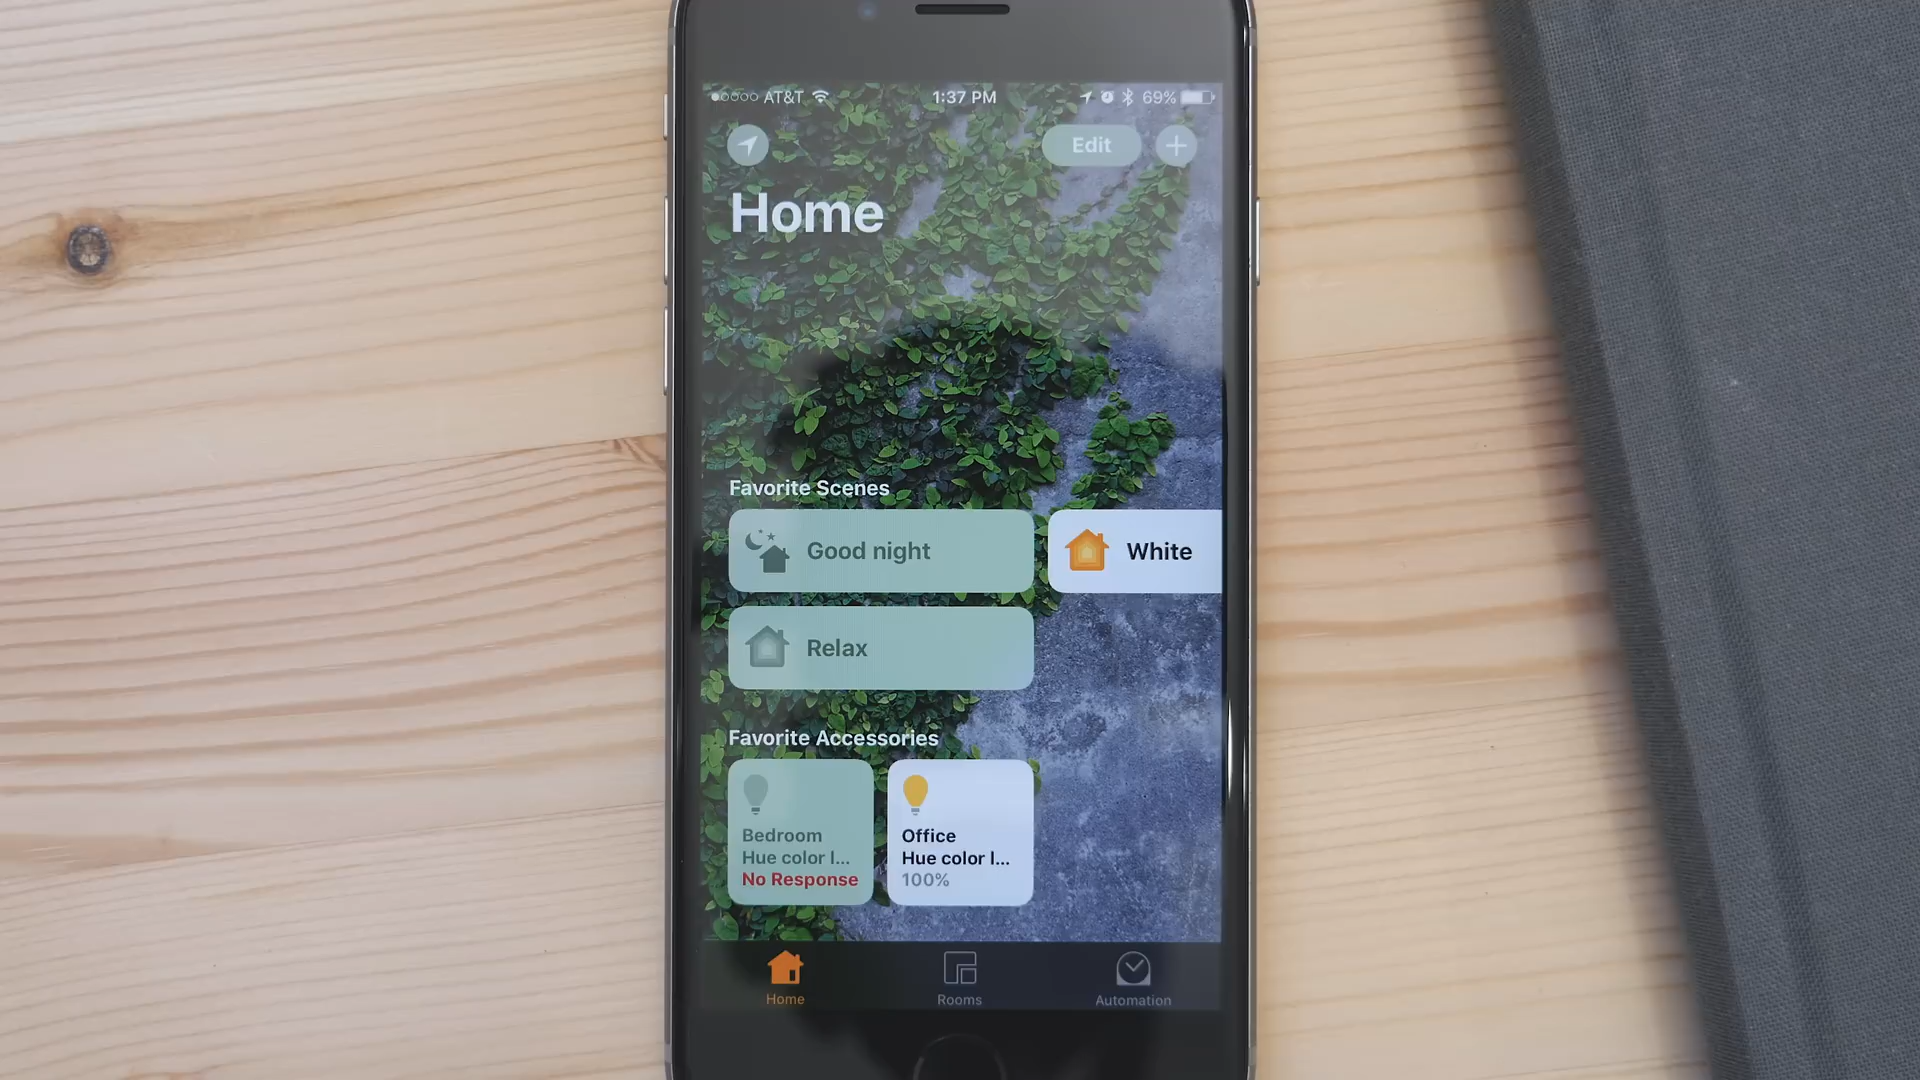 AT&T 1:37 PM 69%
Edit
Home
Favorite Scenes
Good night
White
Relax
Favorite Accessories
Bedroom
Hue color l...
No Response
Office
Hue color l...
100%
Home
Rooms
Automation